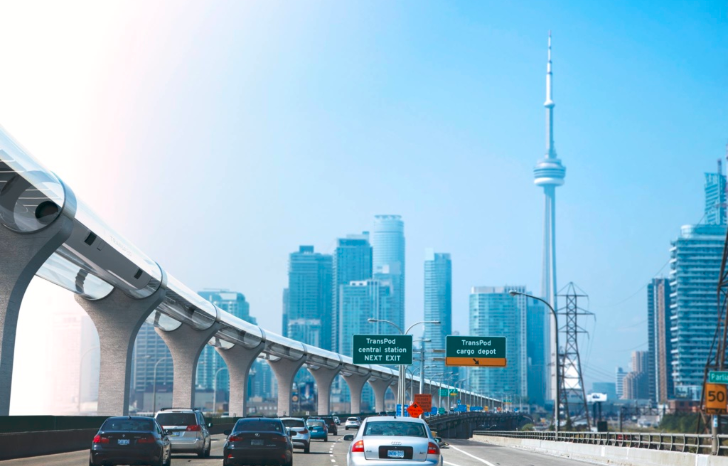 TransPod
central station
NEXT EXIT
TransPod
cargo depot
50